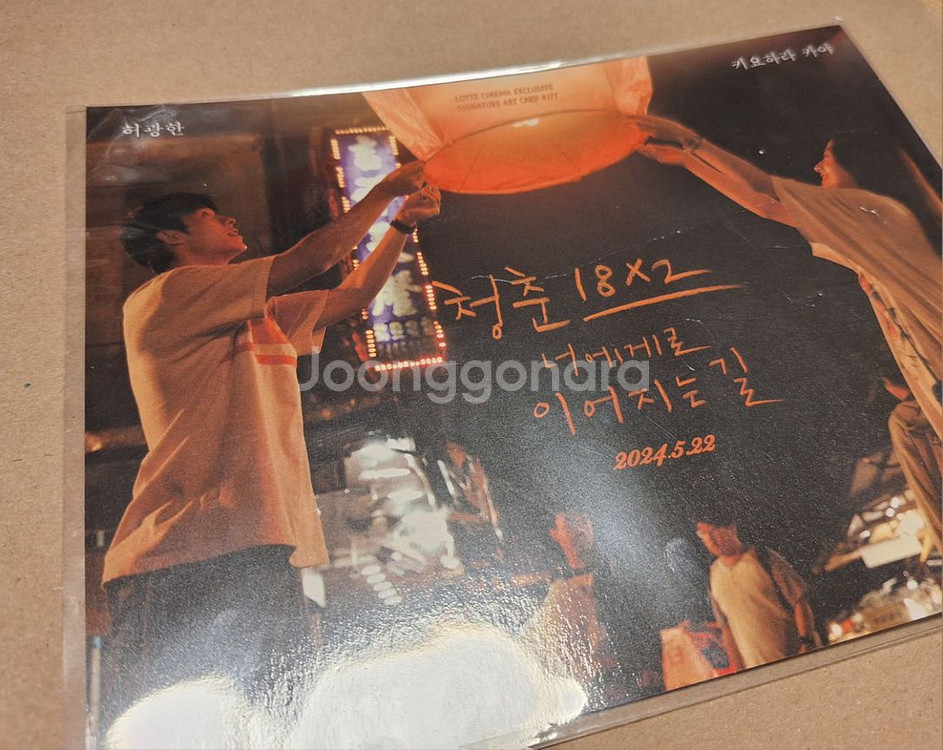 허광한
키요하라 카야
LOTTE CINEMA EXCLUSIVE
SIGNATURE ART CARD #177
청춘 18X2
너에게로
이어지는 길
2024.5.22
Joonggonara